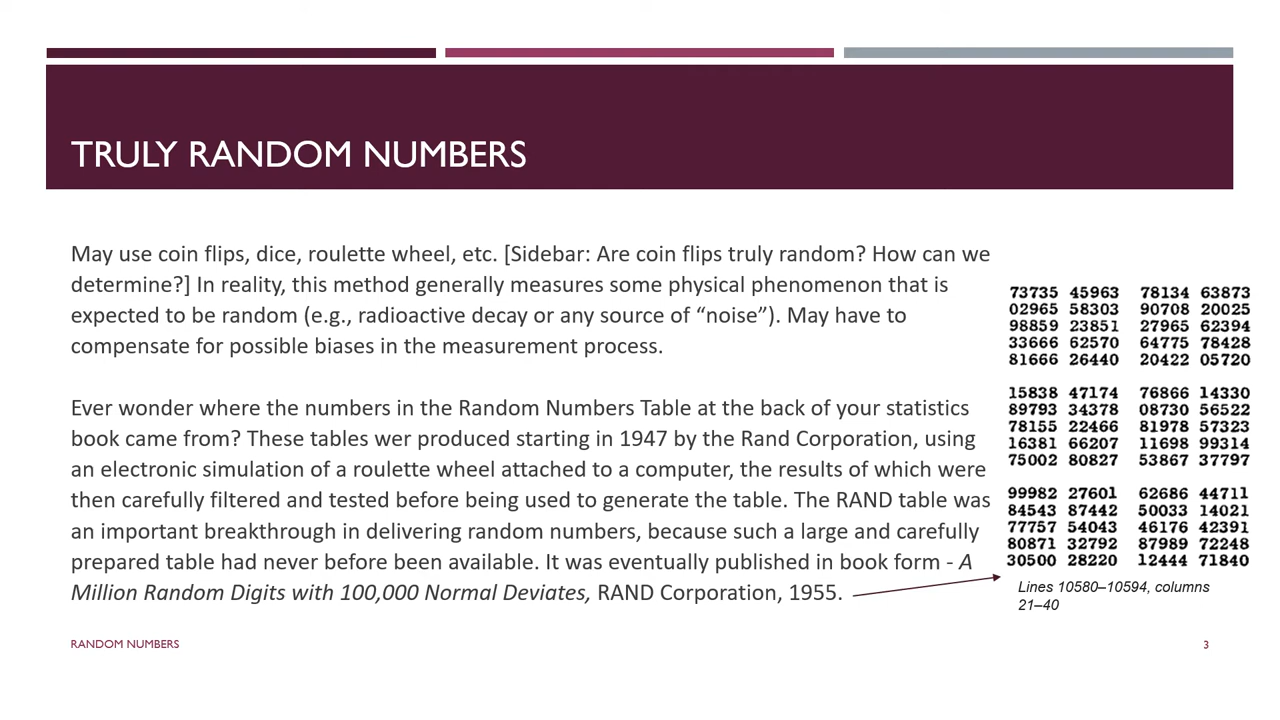 TRULY RANDOM NUMBERS
May use coin flips, dice, roulette wheel, etc. [Sidebar: Are coin flips truly random? How can we
determine?] In reality, this method generally measures some physical phenomenon that is
expected to be random (e.g., radioactive decay or any source of “noise”). May have to
compensate for possible biases in the measurement process.
Ever wonder where the numbers in the Random Numbers Table at the back of your statistics
book came from? These tables wer produced starting in 1947 by the Rand Corporation, using
an electronic simulation of a roulette wheel attached to a computer, the results of which were
then carefully filtered and tested before being used to generate the table. The RAND table was
an important breakthrough in delivering random numbers, because such a large and carefully
prepared table had never before been available. It was eventually published in book form - A
Million Random Digits with 100,000 Normal Deviates, RAND Corporation, 1955.
73735 45963 78134 63873
02965 58303 90708 20025
98859 23851 27965 62394
33666 62570 64775 78428
81666 26440 20422 05720
15838 47174 76866 14330
89793 34378 08730 56522
78155 22466 81978 57323
16381 66207 11698 99314
75002 80827 53867 37797
99982 27601 62686 44711
84543 87442 50033 14021
77757 54043 46176 42391
80871 32792 87989 72248
30500 28220 12444 71840
Lines 10580–10594, columns
21–40
RANDOM NUMBERS
3